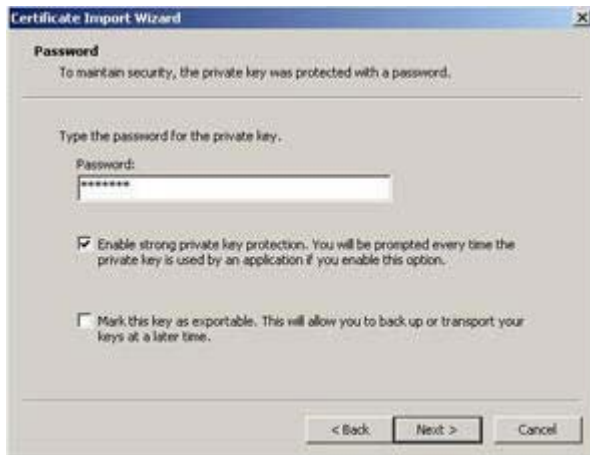 Certificate Import Wizard
Password
To maintain security, the private key was protected with a password.
Type the password for the private key.
Password:
*******
Enable strong private key protection. You will be prompted every time the
private key is used by an application if you enable this option.
Mark this key as exportable. This will allow you to back up or transport your
keys at a later time.
< Back Next > Cancel